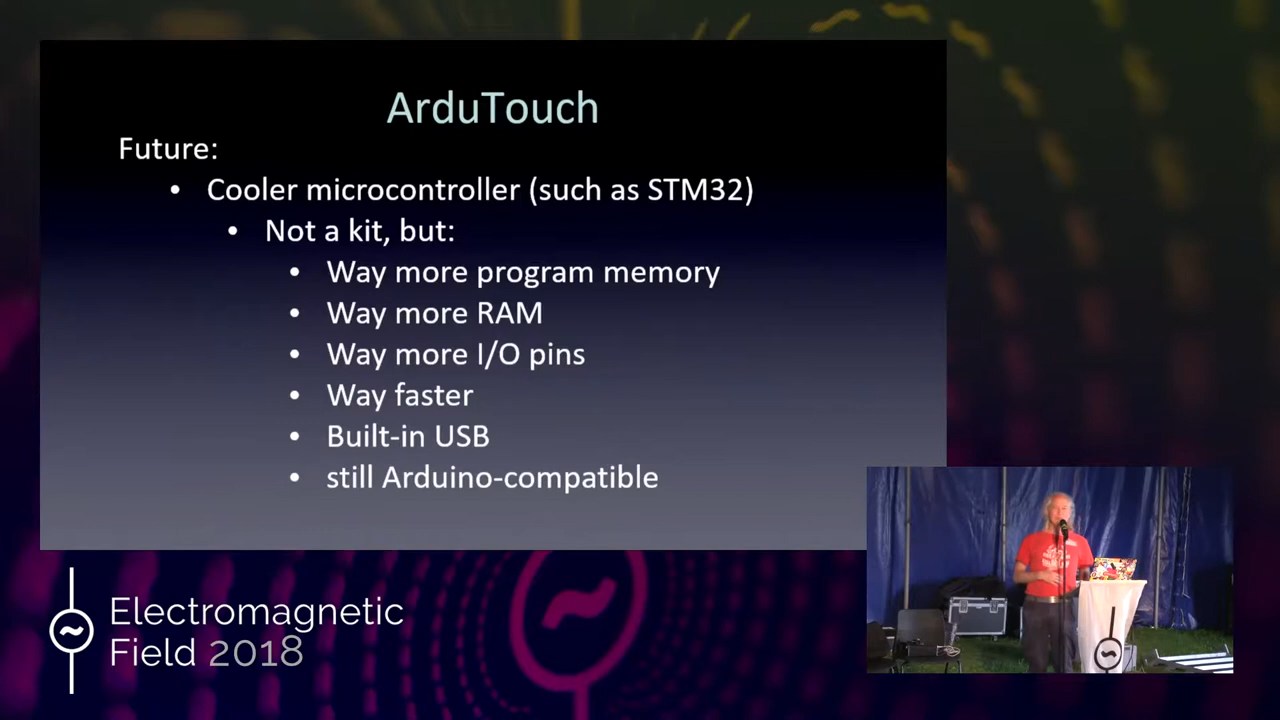 ArduTouch
Future:
• Cooler microcontroller (such as STM32)
• Not a kit, but:
• Way more program memory
• Way more RAM
• Way more I/O pins
• Way faster
• Built-in USB
• still Arduino-compatible
Electromagnetic
Field 2018